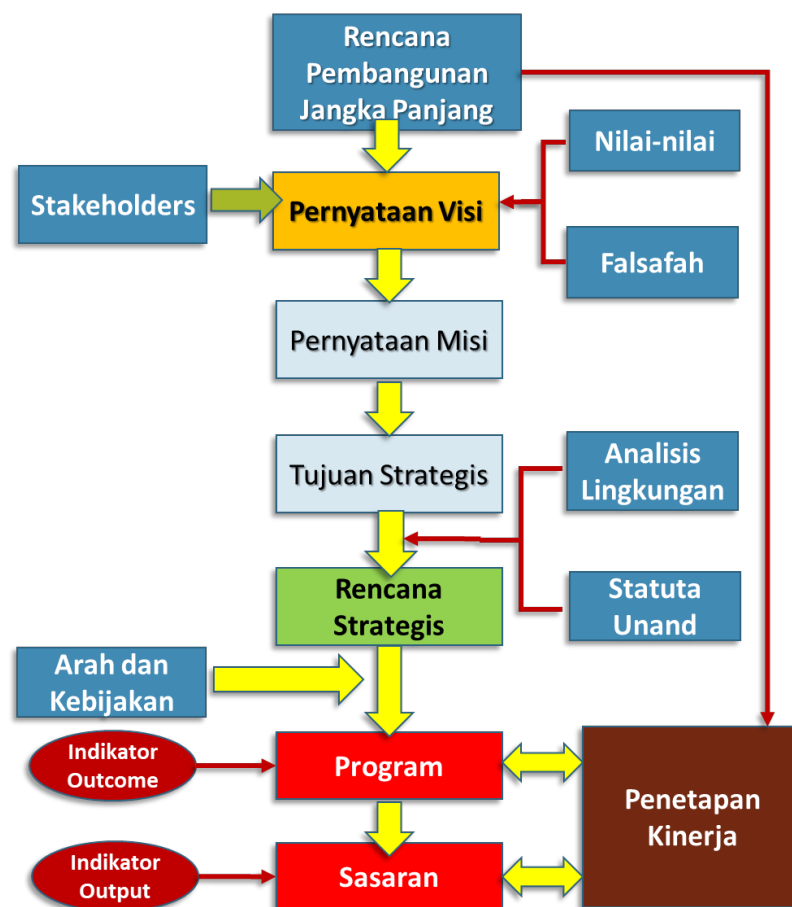 Rencana
Pembangunan
Jangka Panjang
Nilai-nilai
Stakeholders
Pernyataan Visi
Falsafah
Pernyataan Misi
Tujuan Strategis
Analisis
Lingkungan
Rencana
Strategis
Statuta
Unand
Arah dan
Kebijakan
Indikator
Outcome
Program
Penetapan
Kinerja
Indikator
Output
Sasaran